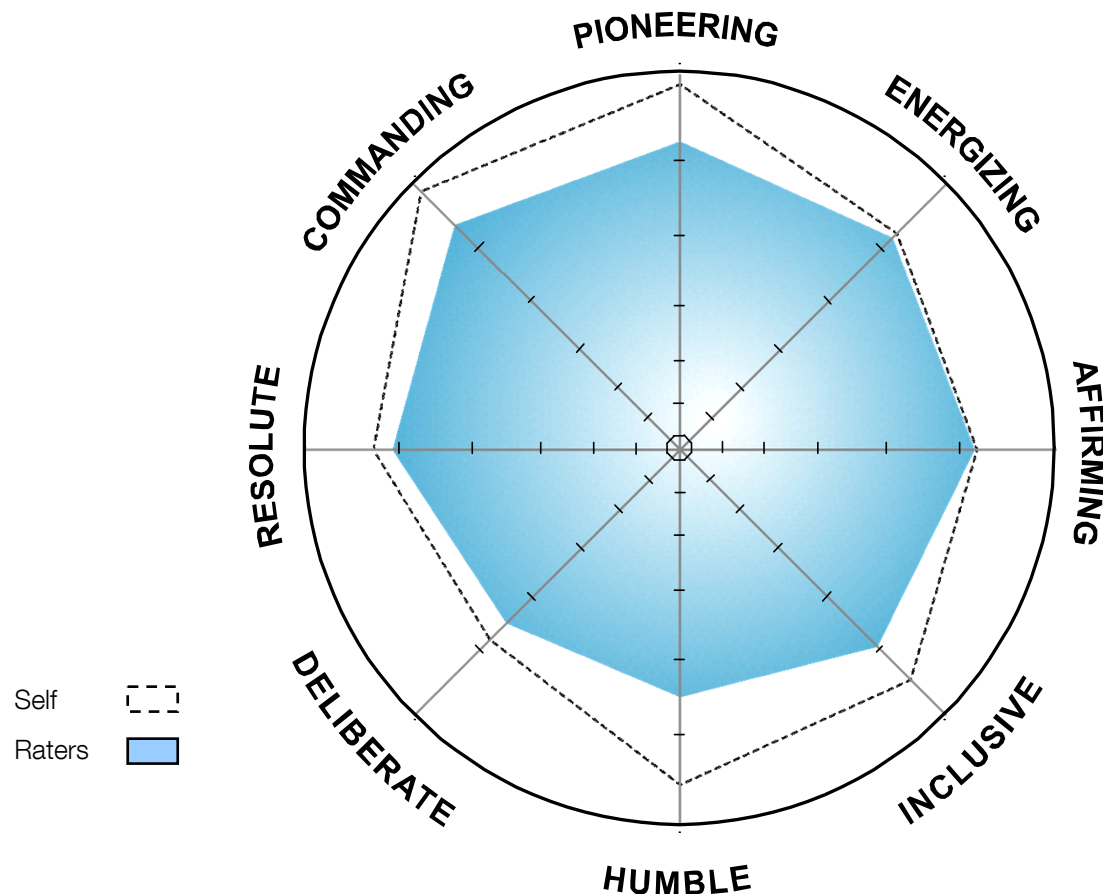 PIONEERING
ENERGIZING
AFFIRMING
INCLUSIVE
HUMBLE
DELIBERATE
RESOLUTE
COMMANDING
Self
Raters